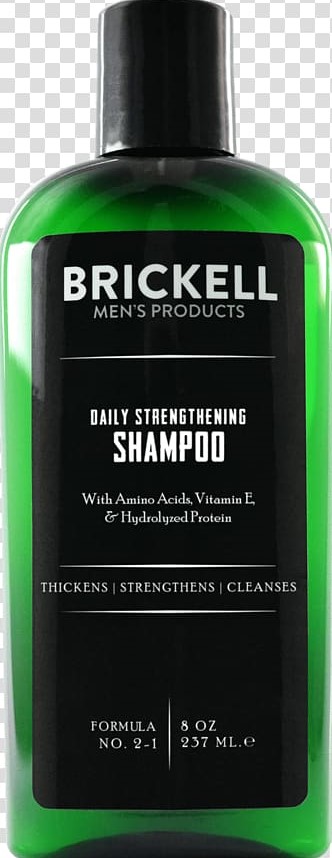 BRICKELL
MEN'S PRODUCTS
DAILY STRENGTHENING
SHAMPOO
With Amino Acids, Vitamin E,
& Hydrolyzed Protein
THICKENS | STRENGTHENS | CLEANSES
FORMULA
NO. 2-1
8 OZ
237 ML.℮